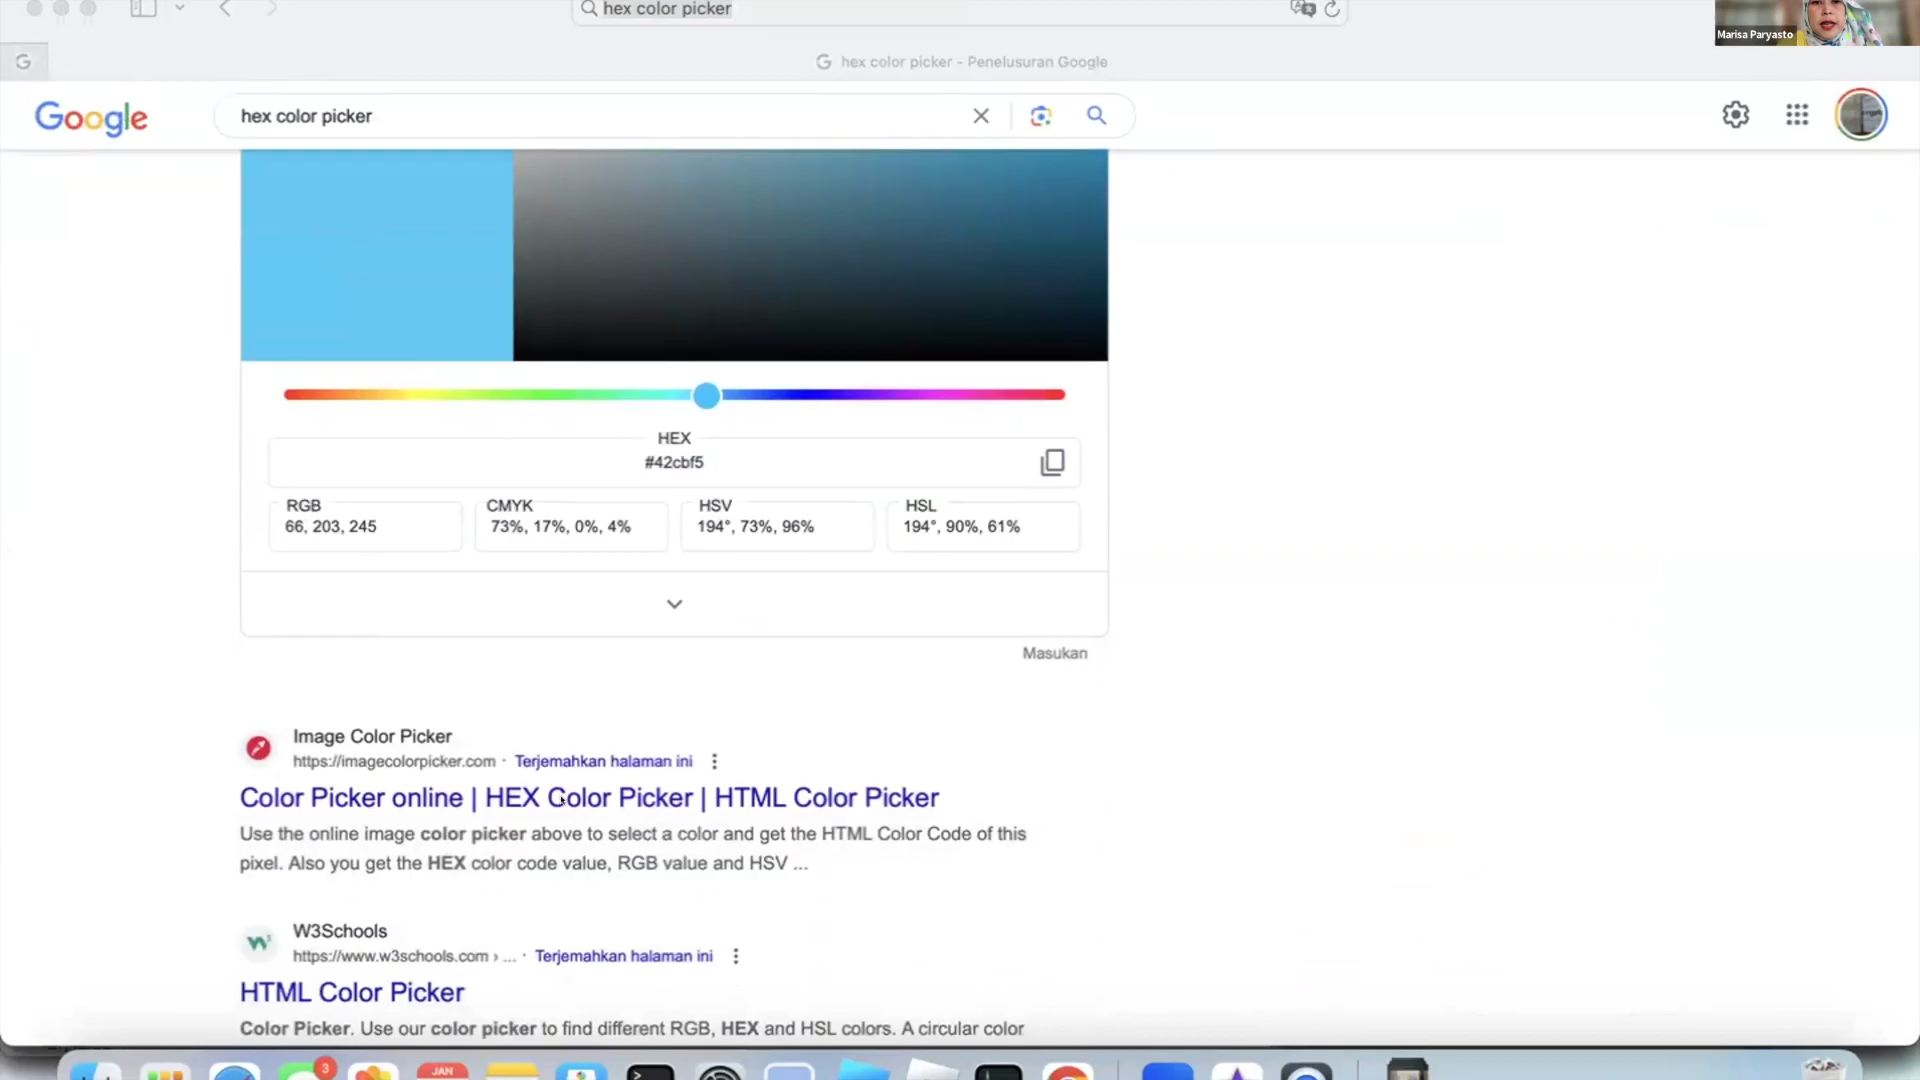 hex color picker
Marisa Paryasto
hex color picker - Penelusuran Google
Google
hex color picker
HEX
#42cbf5
RGB
66, 203, 245
CMYK
73%, 17%, 0%, 4%
HSV
194°, 73%, 96%
HSL
194°, 90%, 61%
Masukan
Image Color Picker
https://imagecolorpicker.com · Terjemahkan halaman ini
Color Picker online | HEX Color Picker | HTML Color Picker
Use the online image color picker above to select a color and get the HTML Color Code of this
pixel. Also you get the HEX color code value, RGB value and HSV ...
W3Schools
https://www.w3schools.com › ... · Terjemahkan halaman ini
HTML Color Picker
Color Picker. Use our color picker to find different RGB, HEX and HSL colors. A circular color
3
JAN